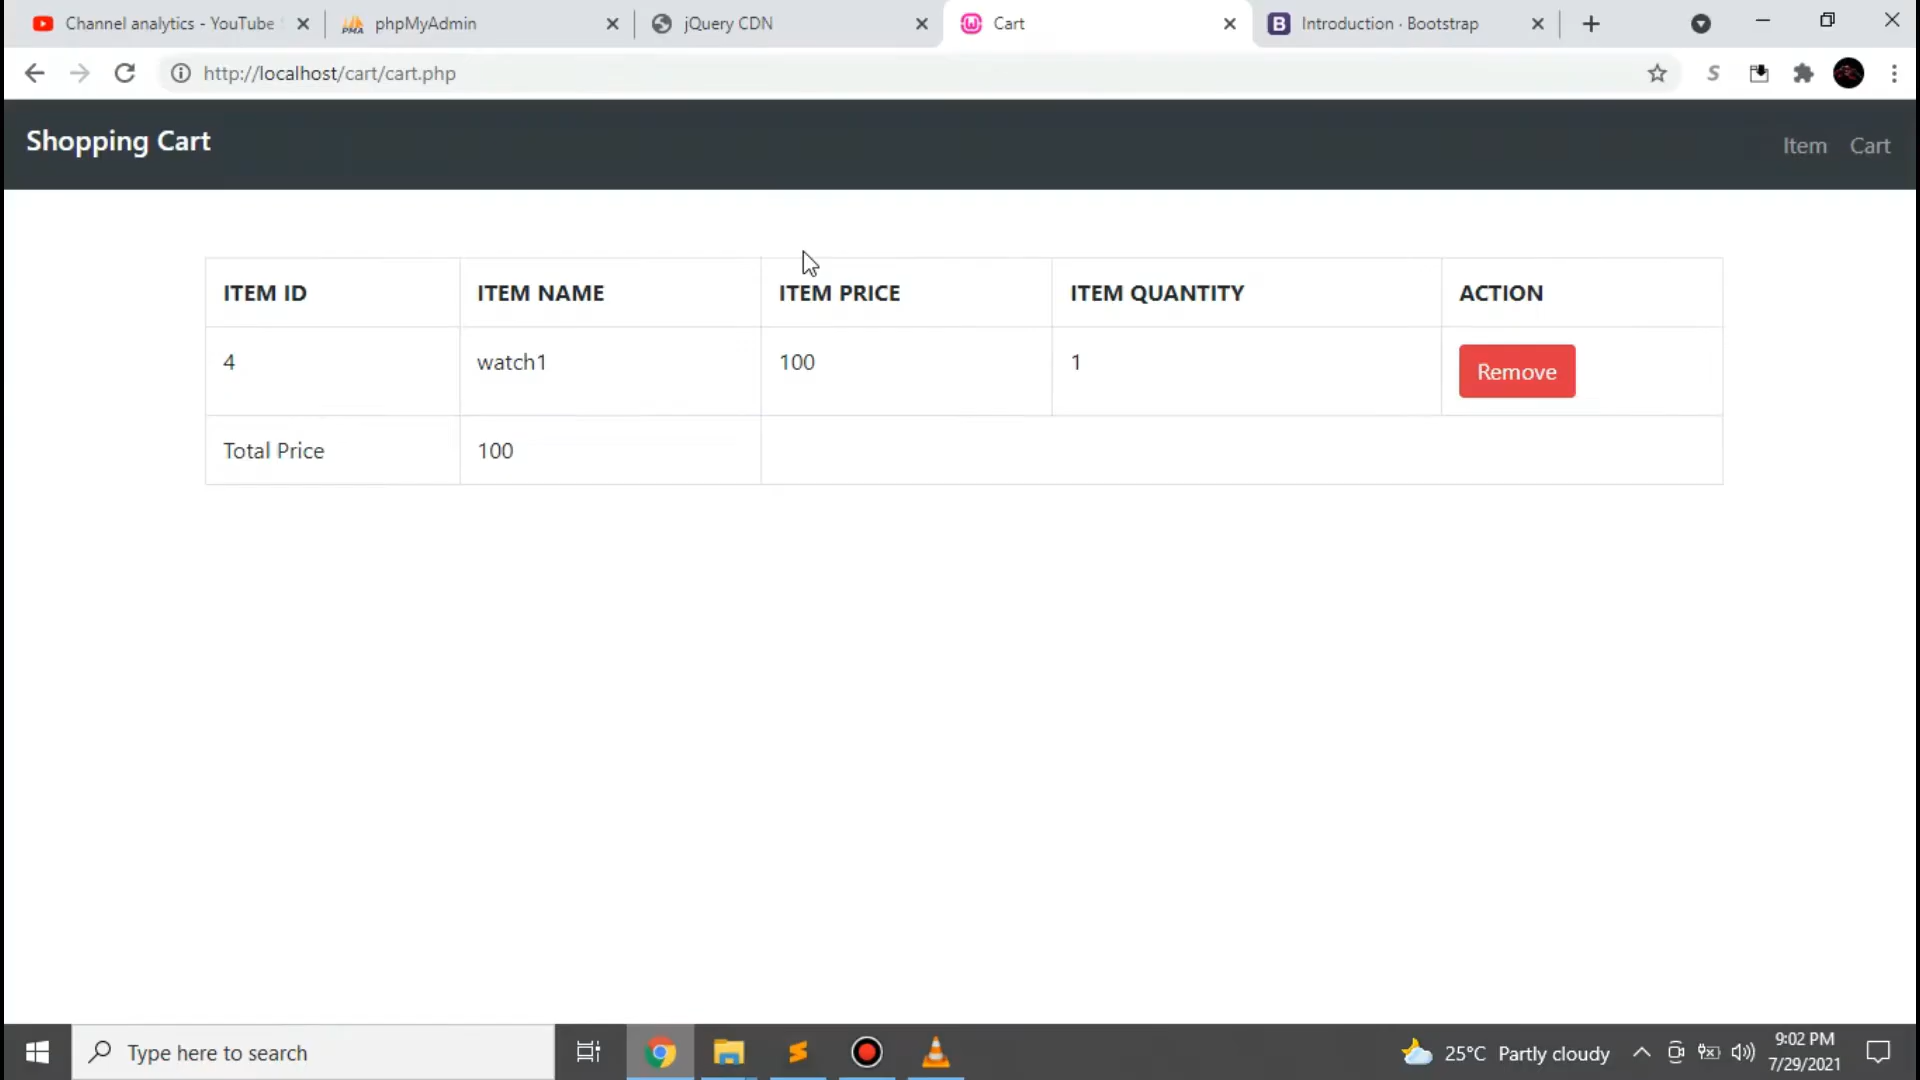 Channel analytics - YouTube
phpMyAdmin
jQuery CDN
Cart
Introduction · Bootstrap
http://localhost/cart/cart.php
Shopping Cart
Item Cart
ITEM ID ITEM NAME ITEM PRICE ITEM QUANTITY ACTION
4 watch1 100 1 Remove
Total Price 100
Type here to search
25°C Partly cloudy
9:02 PM
7/29/2021